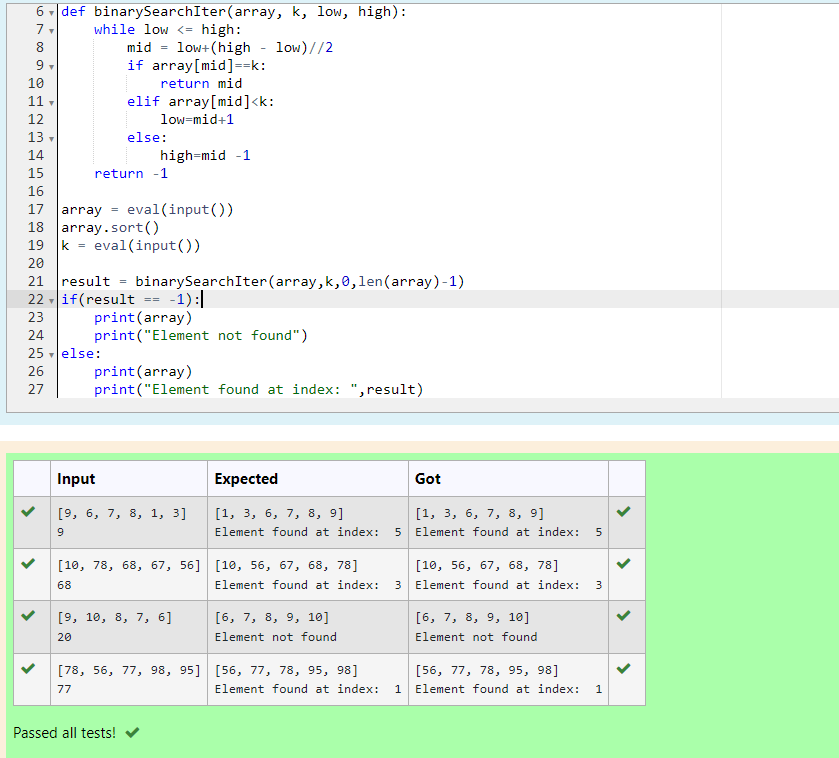 6 def binarySearchIter(array, k, low, high):
7     while low <= high:
8         mid = low+(high - low)//2
9         if array[mid]==k:
10             return mid
11         elif array[mid]<k:
12             low=mid+1
13         else:
14             high=mid -1
15     return -1
16
17 array = eval(input())
18 array.sort()
19 k = eval(input())
20
21 result = binarySearchIter(array,k,0,len(array)-1)
22 if(result == -1):
23     print(array)
24     print("Element not found")
25 else:
26     print(array)
27     print("Element found at index: ",result)
Input Expected Got
[9, 6, 7, 8, 1, 3] [1, 3, 6, 7, 8, 9] [1, 3, 6, 7, 8, 9]
9 Element found at index:  5 Element found at index:  5
[10, 78, 68, 67, 56] [10, 56, 67, 68, 78] [10, 56, 67, 68, 78]
68 Element found at index:  3 Element found at index:  3
[9, 10, 8, 7, 6] [6, 7, 8, 9, 10] [6, 7, 8, 9, 10]
20 Element not found Element not found
[78, 56, 77, 98, 95] [56, 77, 78, 95, 98] [56, 77, 78, 95, 98]
77 Element found at index:  1 Element found at index:  1
Passed all tests!